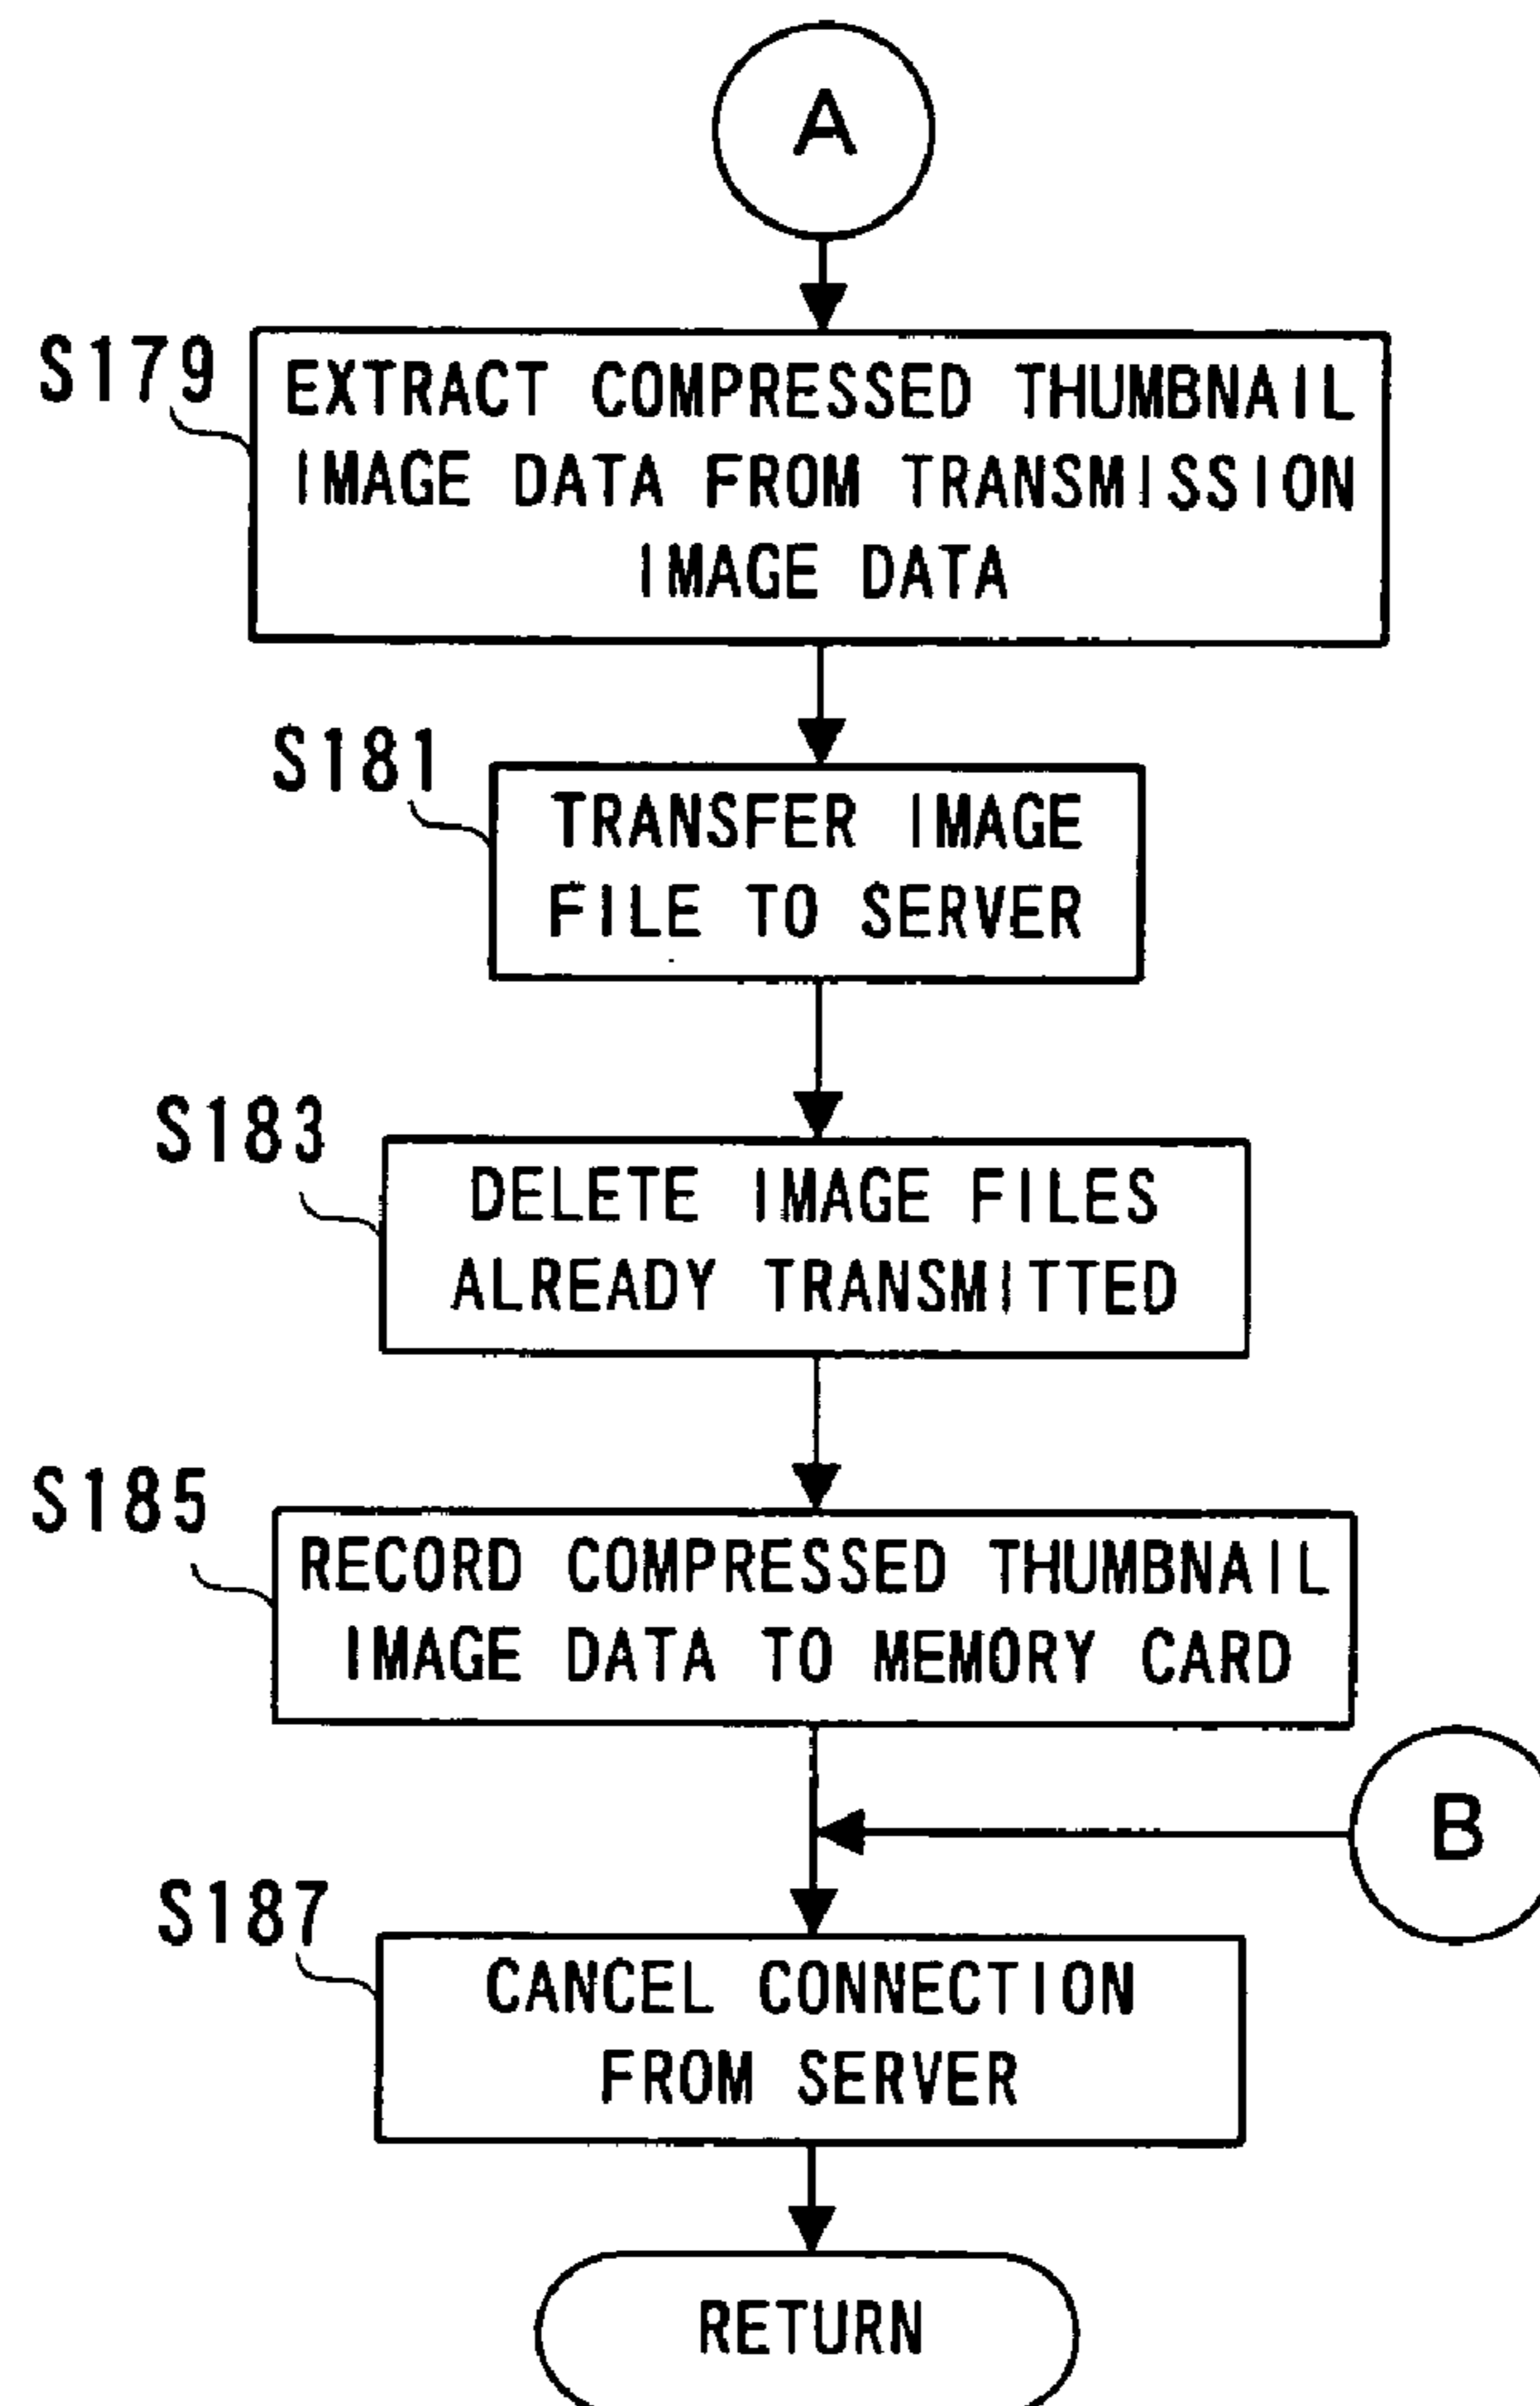 A
S179
EXTRACT COMPRESSED THUMBNAIL
IMAGE DATA FROM TRANSMISSION
IMAGE DATA
S181
TRANSFER IMAGE
FILE TO SERVER
S183
DELETE IMAGE FILES
ALREADY TRANSMITTED
S185
RECORD COMPRESSED THUMBNAIL
IMAGE DATA TO MEMORY CARD
B
S187
CANCEL CONNECTION
FROM SERVER
RETURN